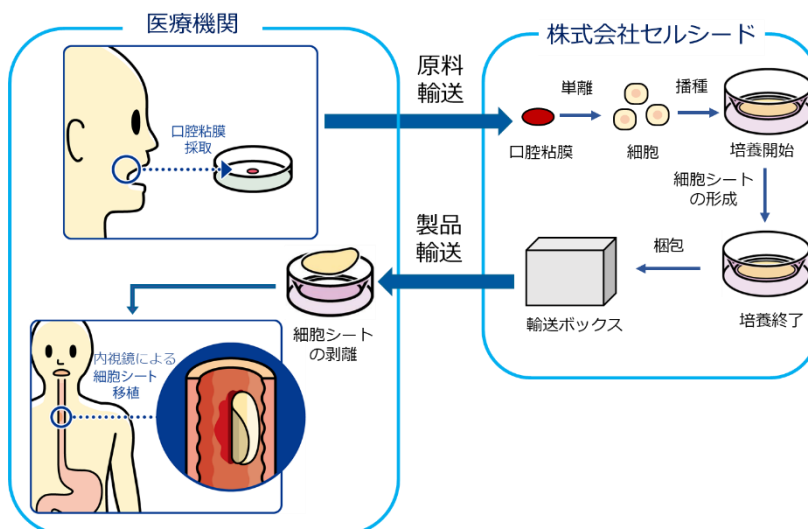 医療機関
口腔粘膜
採取
原料
輸送
株式会社セルシード
単離
播種
口腔粘膜
細胞
培養開始
細胞シート
の形成
培養終了
梱包
輸送ボックス
製品
輸送
細胞シート
の剥離
内視鏡による
細胞シート
移植